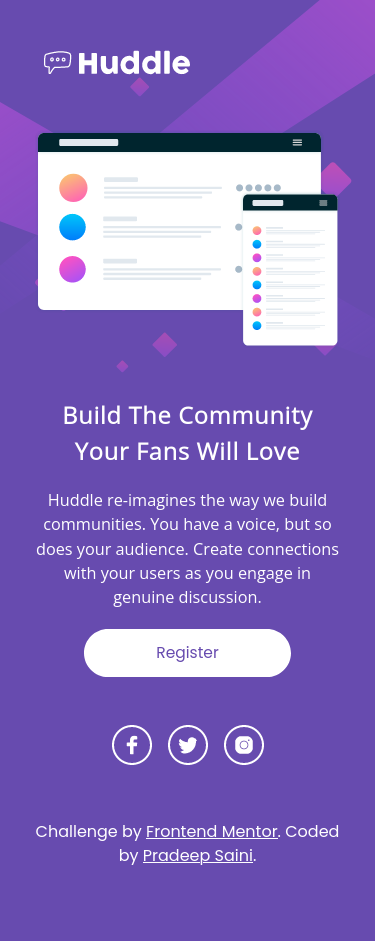 Huddle
Build The Community
Your Fans Will Love
Huddle re-imagines the way we build
communities. You have a voice, but so
does your audience. Create connections
with your users as you engage in
genuine discussion.
Register
Challenge by Frontend Mentor. Coded
by Pradeep Saini.